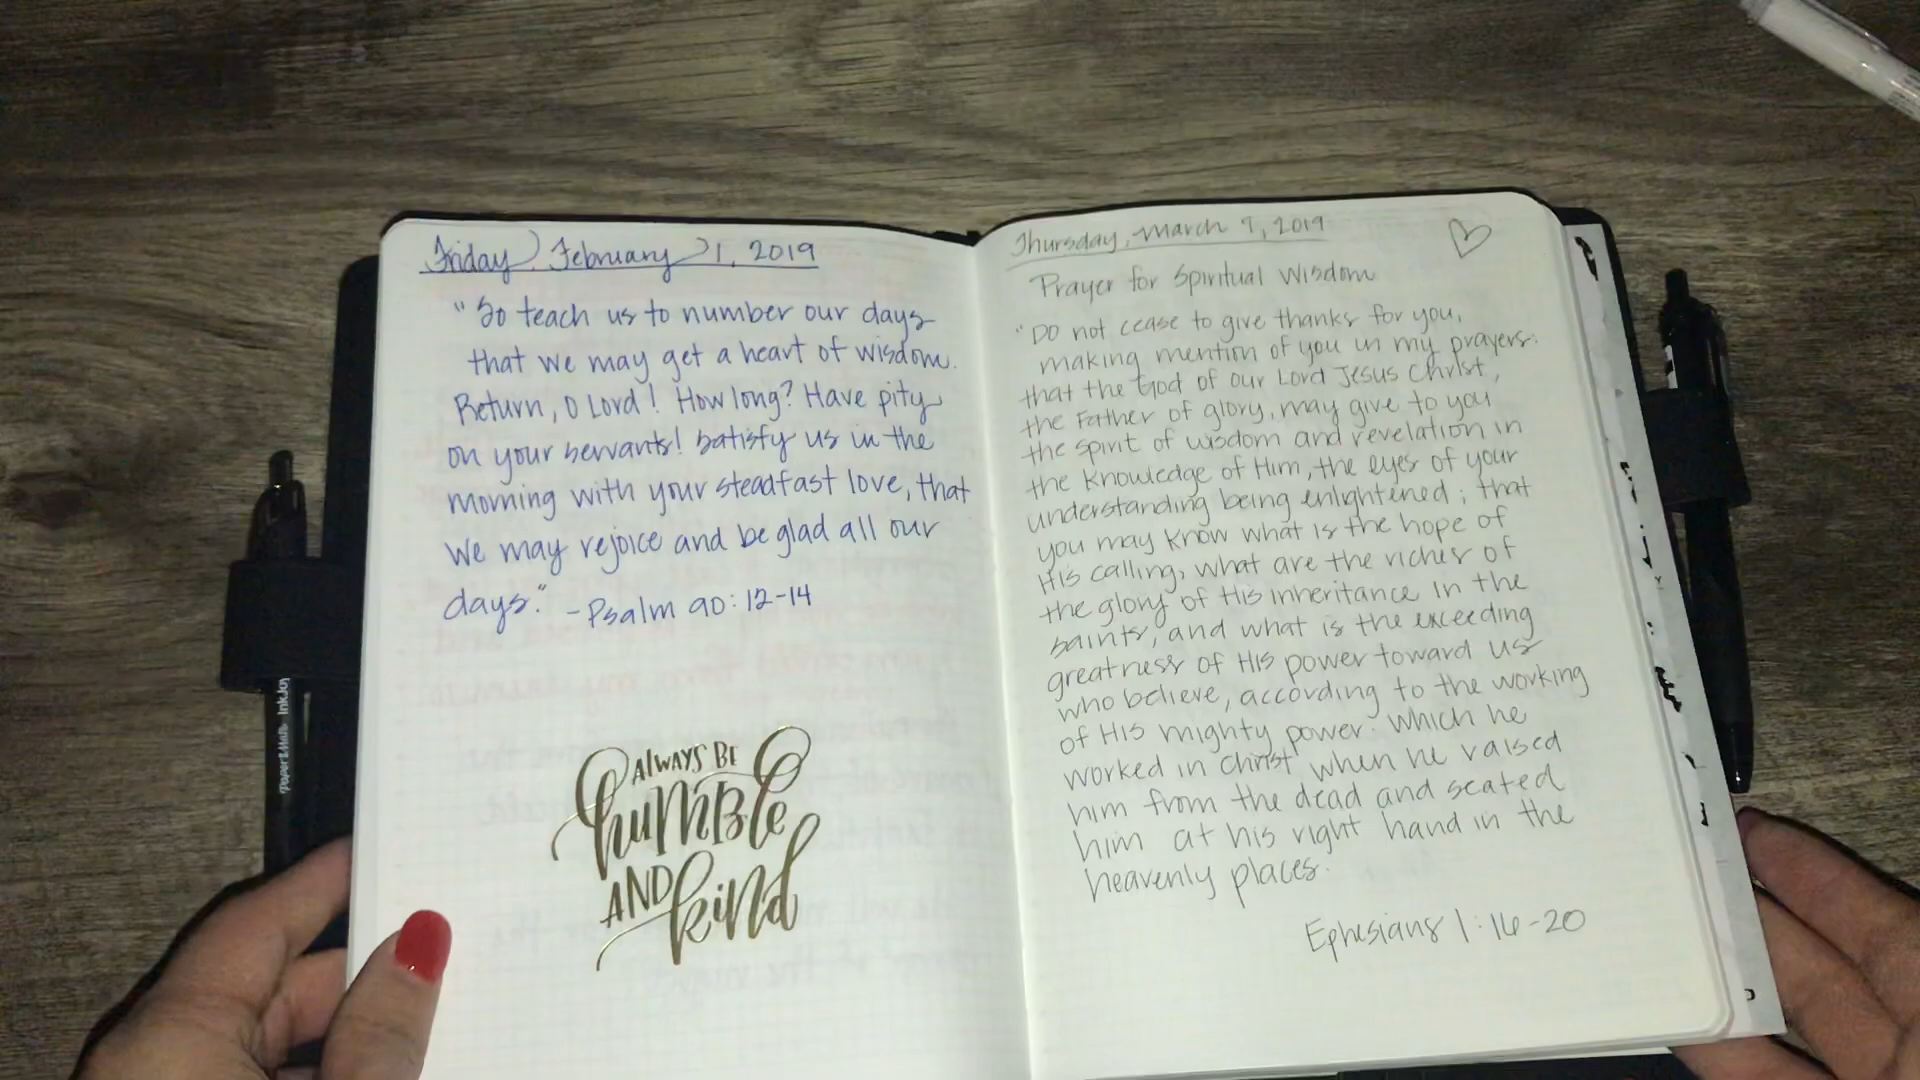 Friday, February 1, 2019
"So teach us to number our days
that we may get a heart of wisdom.
Return, O Lord! How long? Have pity
on your servants! Satisfy us in the
morning with your steadfast love, that
we may rejoice and be glad all our
days." -Psalm 90:12-14
ALWAYS BE
humble
AND kind
Thursday, March 7, 2019
Prayer for Spiritual Wisdom
"Do not cease to give thanks for you,
making mention of you in my prayers:
that the God of our Lord Jesus Christ,
the Father of glory, may give to you
the spirit of wisdom and revelation in
the knowledge of Him, the eyes of your
understanding being enlightened; that
you may know what is the hope of
His calling, what are the riches of
the glory of His inheritance in the
saints, and what is the exceeding
greatness of His power toward us
who believe, according to the working
of His mighty power which he
worked in Christ when he raised
him from the dead and seated
him at his right hand in the
heavenly places.
Ephesians 1:16-20
Paper Mate InkJoy